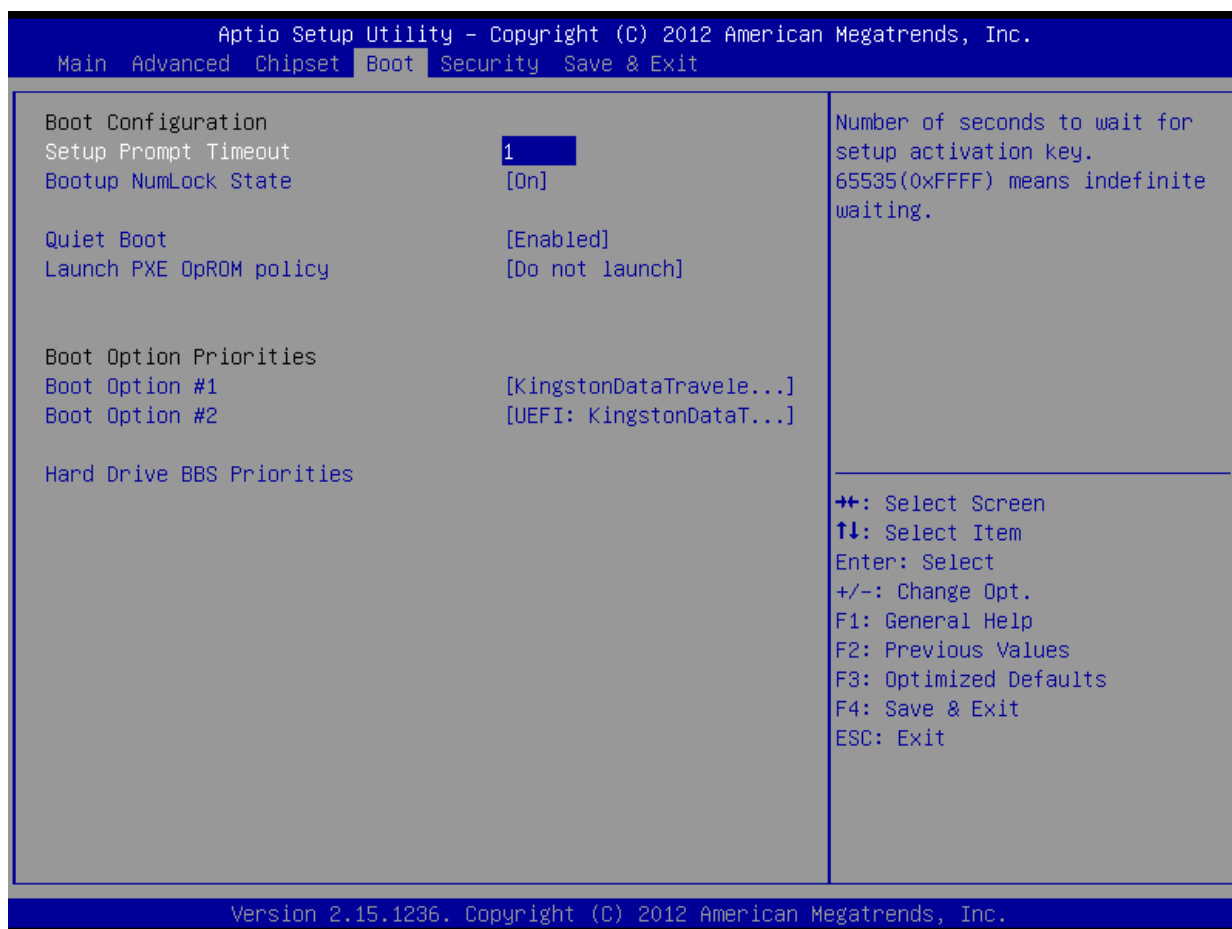 Aptio Setup Utility – Copyright (C) 2012 American Megatrends, Inc.
Main Advanced Chipset Boot Security Save & Exit
Boot Configuration
Setup Prompt Timeout 1
Bootup NumLock State [On]
Quiet Boot [Enabled]
Launch PXE OpROM policy [Do not launch]
Boot Option Priorities
Boot Option #1 [KingstonDataTravele...]
Boot Option #2 [UEFI: KingstonDataT...]
Hard Drive BBS Priorities
Number of seconds to wait for
setup activation key.
65535(0xFFFF) means indefinite
waiting.
→←: Select Screen
↑↓: Select Item
Enter: Select
+/-: Change Opt.
F1: General Help
F2: Previous Values
F3: Optimized Defaults
F4: Save & Exit
ESC: Exit
Version 2.15.1236. Copyright (C) 2012 American Megatrends, Inc.